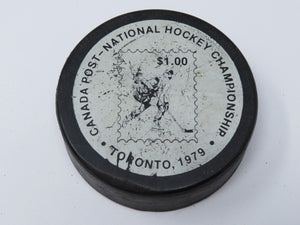 • CANADA POST-NATIONAL HOCKEY CHAMPIONSHIP •
$1.00
TORONTO, 1979